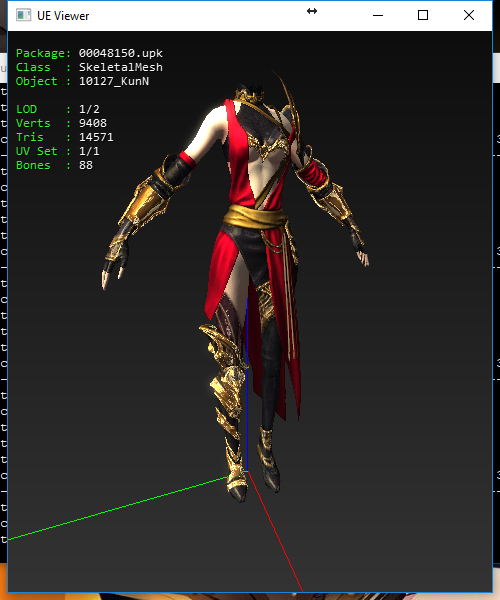 UE Viewer
Package: 00048150.upk
Class : SkeletalMesh
Object : 10127_KunN
LOD : 1/2
Verts : 9408
Tris : 14571
UV Set : 1/1
Bones : 88